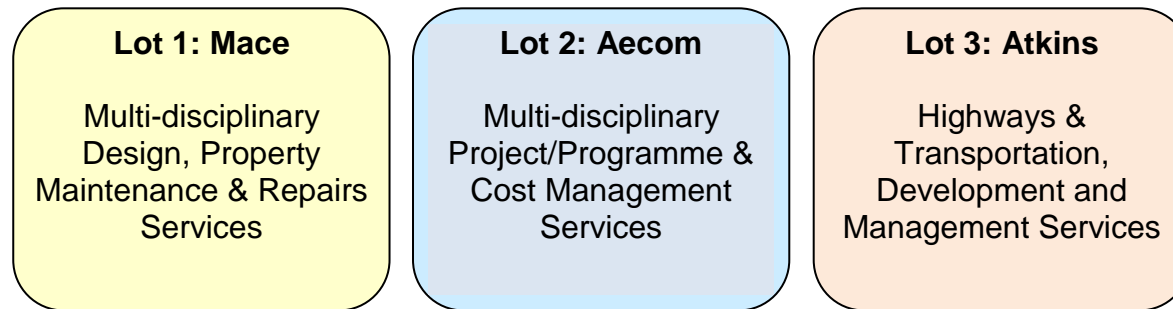 Lot 1: Mace
Multi-disciplinary
Design, Property
Maintenance & Repairs
Services
Lot 2: Aecom
Multi-disciplinary
Project/Programme &
Cost Management
Services
Lot 3: Atkins
Highways &
Transportation,
Development and
Management Services